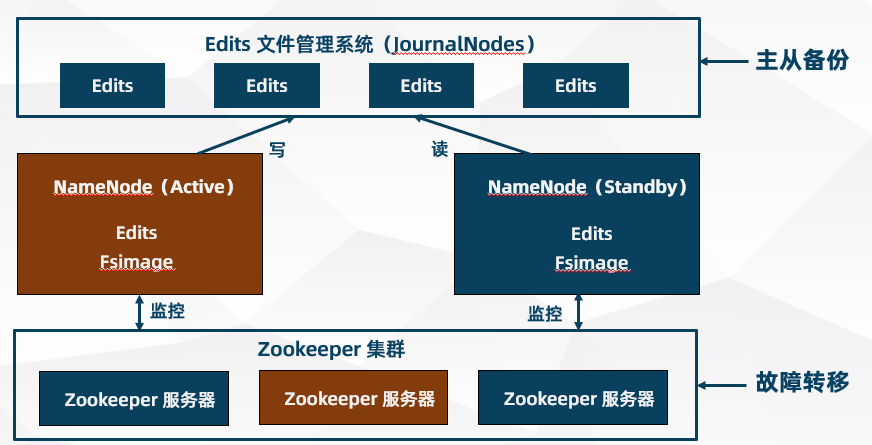 Edits 文件管理系统（JournalNodes）
主从备份
Edits
Edits
Edits
Edits
写
读
NameNode（Active）
Edits
Fsimage
NameNode（Standby）
Edits
Fsimage
监控
监控
Zookeeper 集群
故障转移
Zookeeper 服务器
Zookeeper 服务器
Zookeeper 服务器